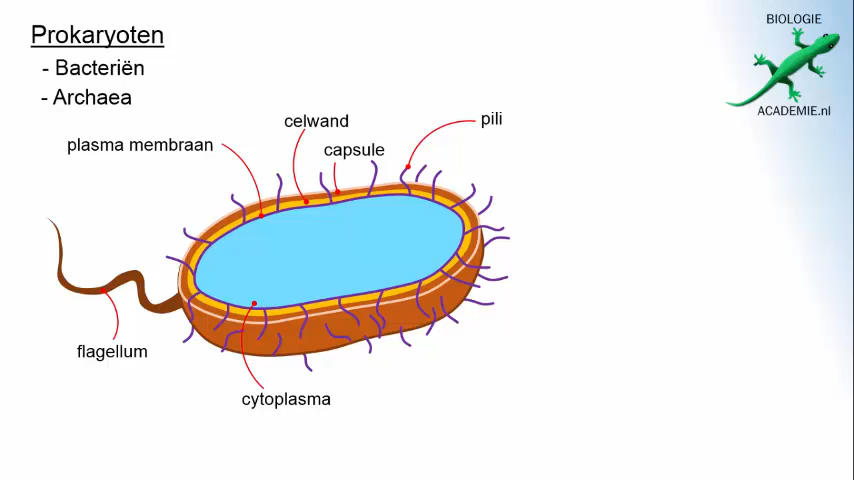 Prokaryoten
- Bacteriën
- Archaea
BIOLOGIE
ACADEMIE.nl
celwand
pili
plasma membraan
capsule
flagellum
cytoplasma